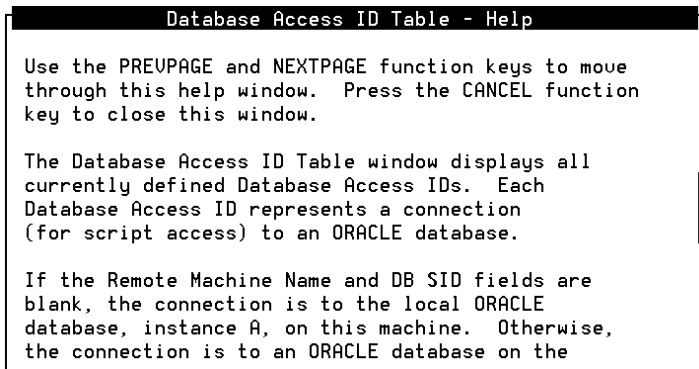 Database Access ID Table - Help
Use the PREVPAGE and NEXTPAGE function keys to move
through this help window.  Press the CANCEL function
key to close this window.
The Database Access ID Table window displays all
currently defined Database Access IDs.  Each
Database Access ID represents a connection
(for script access) to an ORACLE database.
If the Remote Machine Name and DB SID fields are
blank, the connection is to the local ORACLE
database, instance A, on this machine.  Otherwise,
the connection is to an ORACLE database on the